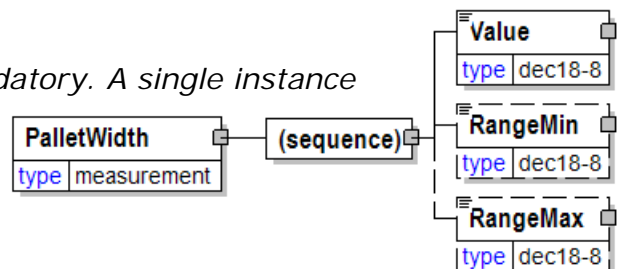 Value
type dec18-8
datory. A single instance
RangeMin
type dec18-8
PalletWidth
type measurement
(sequence)
RangeMax
type dec18-8